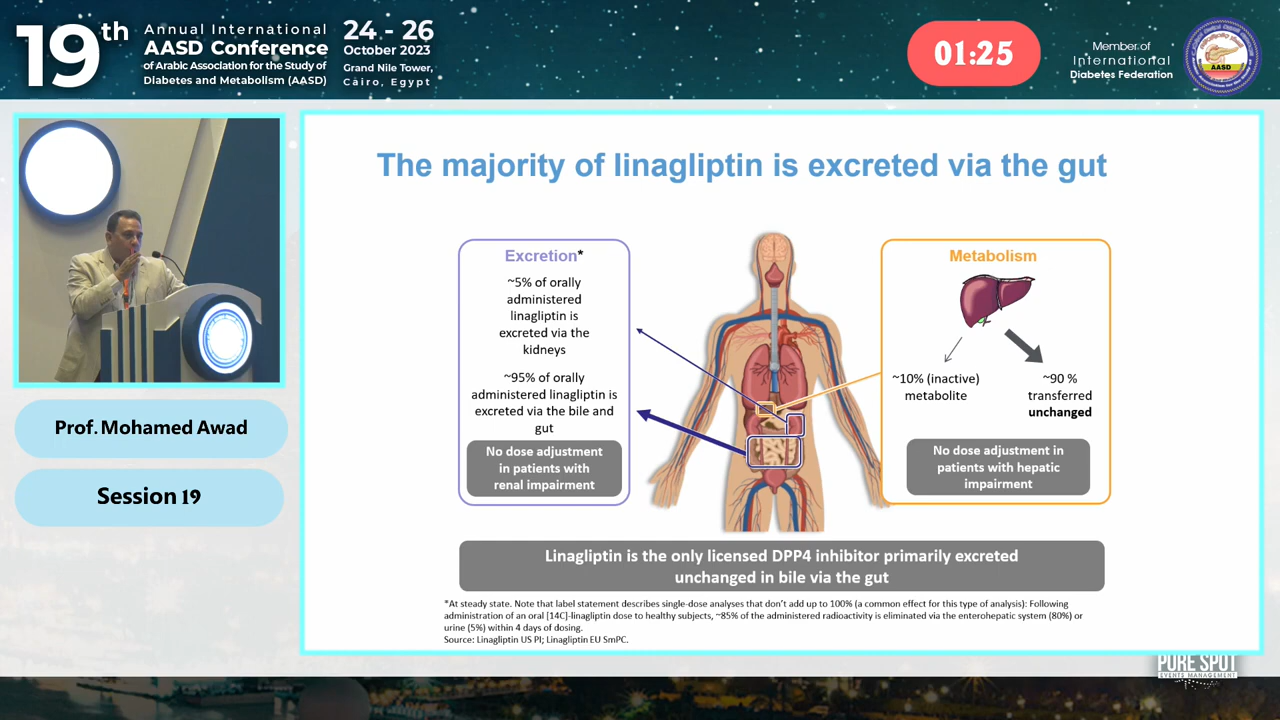 19th
Annual International
AASD Conference
of Arabic Association for the Study of
Diabetes and Metabolism (AASD)
24 - 26
October 2023
Grand Nile Tower,
Cairo, Egypt
01:25
Member of
International
Diabetes Federation
AASD
The majority of linagliptin is excreted via the gut
Excretion*
~5% of orally
administered
linagliptin is
excreted via the
kidneys
~95% of orally
administered linagliptin is
excreted via the bile and
gut
No dose adjustment
in patients with
renal impairment
Metabolism
~10% (inactive)
metabolite
~90 %
transferred
unchanged
No dose adjustment in
patients with hepatic
impairment
Linagliptin is the only licensed DPP4 inhibitor primarily excreted
unchanged in bile via the gut
*At steady state. Note that label statement describes single-dose analyses that don't add up to 100% (a common effect for this type of analysis): Following
administration of an oral [14C]-linagliptin dose to healthy subjects, ~85% of the administered radioactivity is eliminated via the enterohepatic system (80%) or
urine (5%) within 4 days of dosing.
Source: Linagliptin US PI; Linagliptin EU SmPC.
Prof. Mohamed Awad
Session 19
PURE SPOT
EVENTS MANAGEMENT